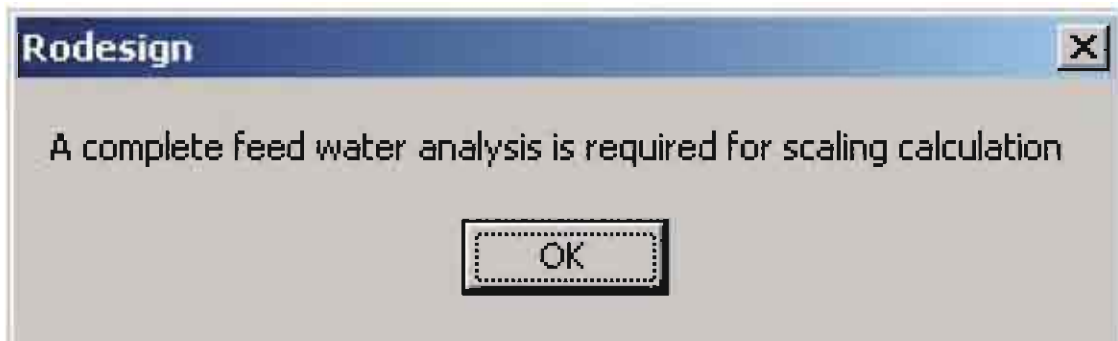 Rodesign
A complete feed water analysis is required for scaling calculation
OK